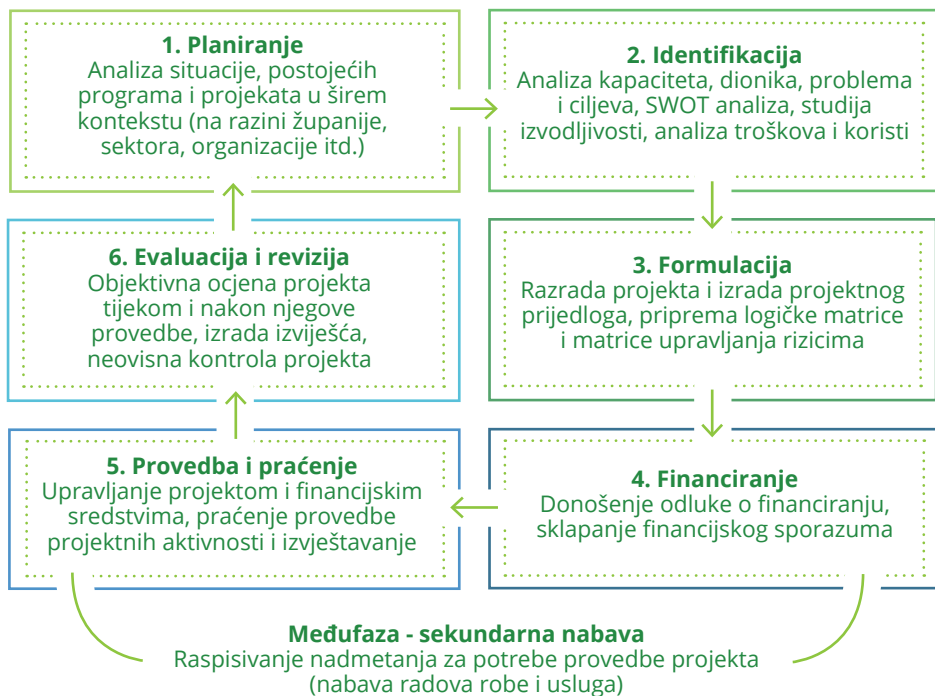 1. Planiranje
Analiza situacije, postojećih
programa i projekata u širem
kontekstu (na razini županije,
sektora, organizacije itd.)
2. Identifikacija
Analiza kapaciteta, dionika, problema
i ciljeva, SWOT analiza, studija
izvodljivosti, analiza troškova i koristi
3. Formulacija
Razrada projekta i izrada projektnog
prijedloga, priprema logičke matrice
i matrice upravljanja rizicima
4. Financiranje
Donošenje odluke o financiranju,
sklapanje financijskog sporazuma
5. Provedba i praćenje
Upravljanje projektom i financijskim
sredstvima, praćenje provedbe
projektnih aktivnosti i izvještavanje
6. Evaluacija i revizija
Objektivna ocjena projekta
tijekom i nakon njegove
provedbe, izrada izviješća,
neovisna kontrola projekta
Međufaza - sekundarna nabava
Raspisivanje nadmetanja za potrebe provedbe projekta
(nabava radova robe i usluga)